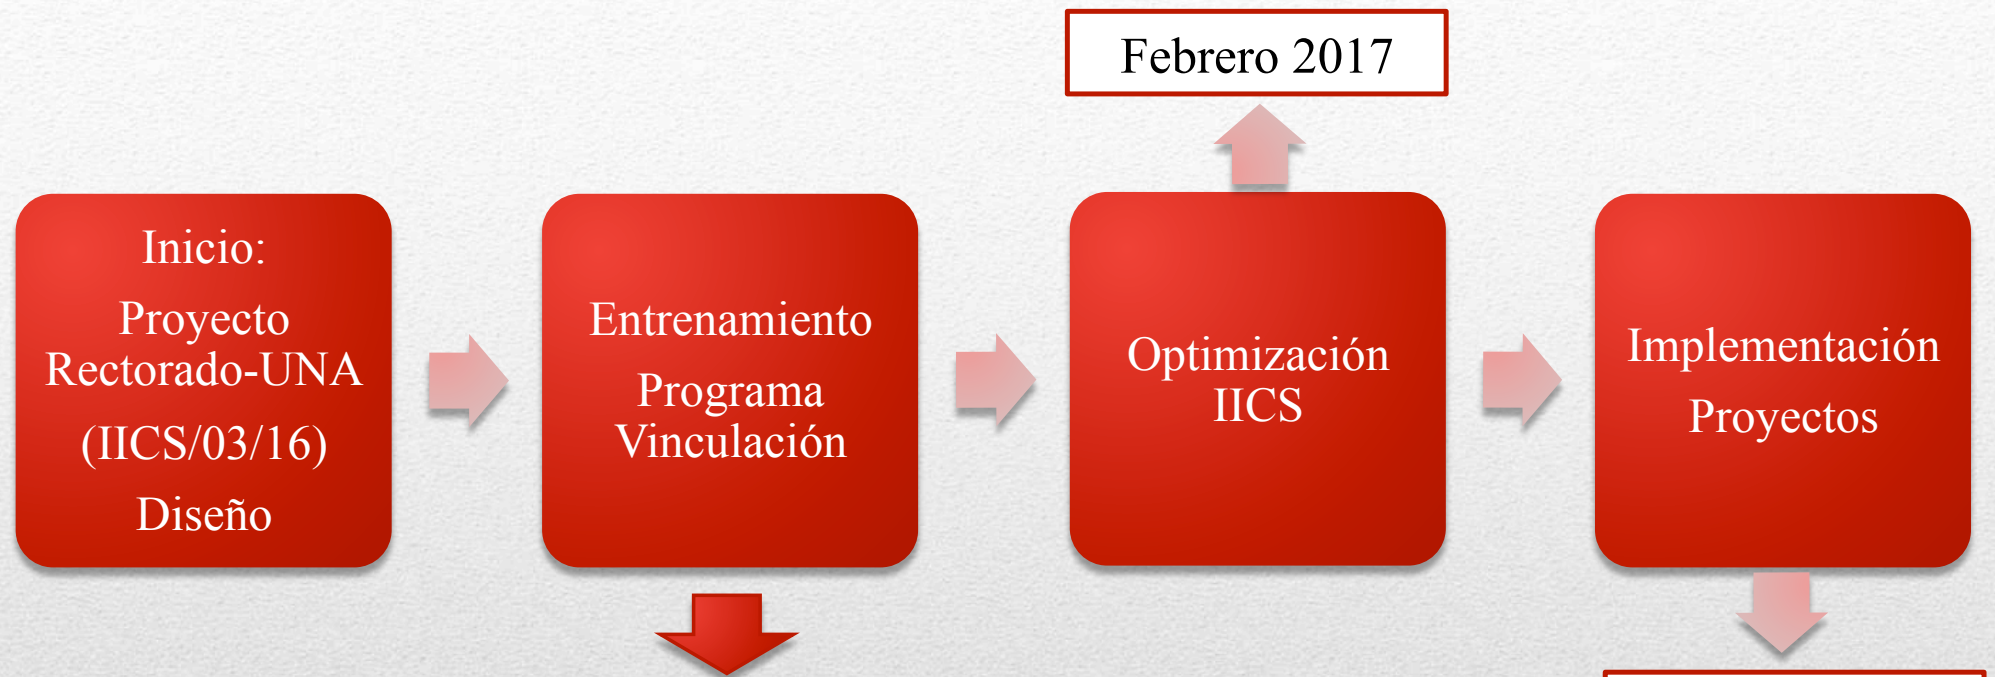 Febrero 2017
Inicio:
Proyecto
Rectorado-UNA
(IICS/03/16)
Diseño
Entrenamiento
Programa
Vinculación
Optimización
IICS
Implementación
Proyectos